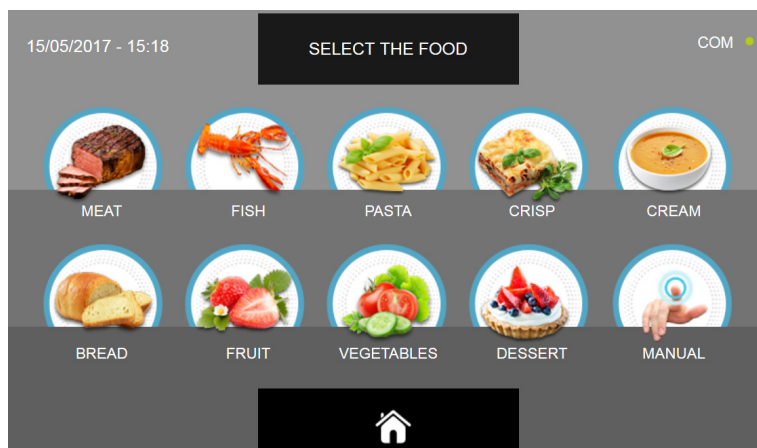 15/05/2017 - 15:18
SELECT THE FOOD
COM
MEAT
FISH
PASTA
CRISP
CREAM
BREAD
FRUIT
VEGETABLES
DESSERT
MANUAL